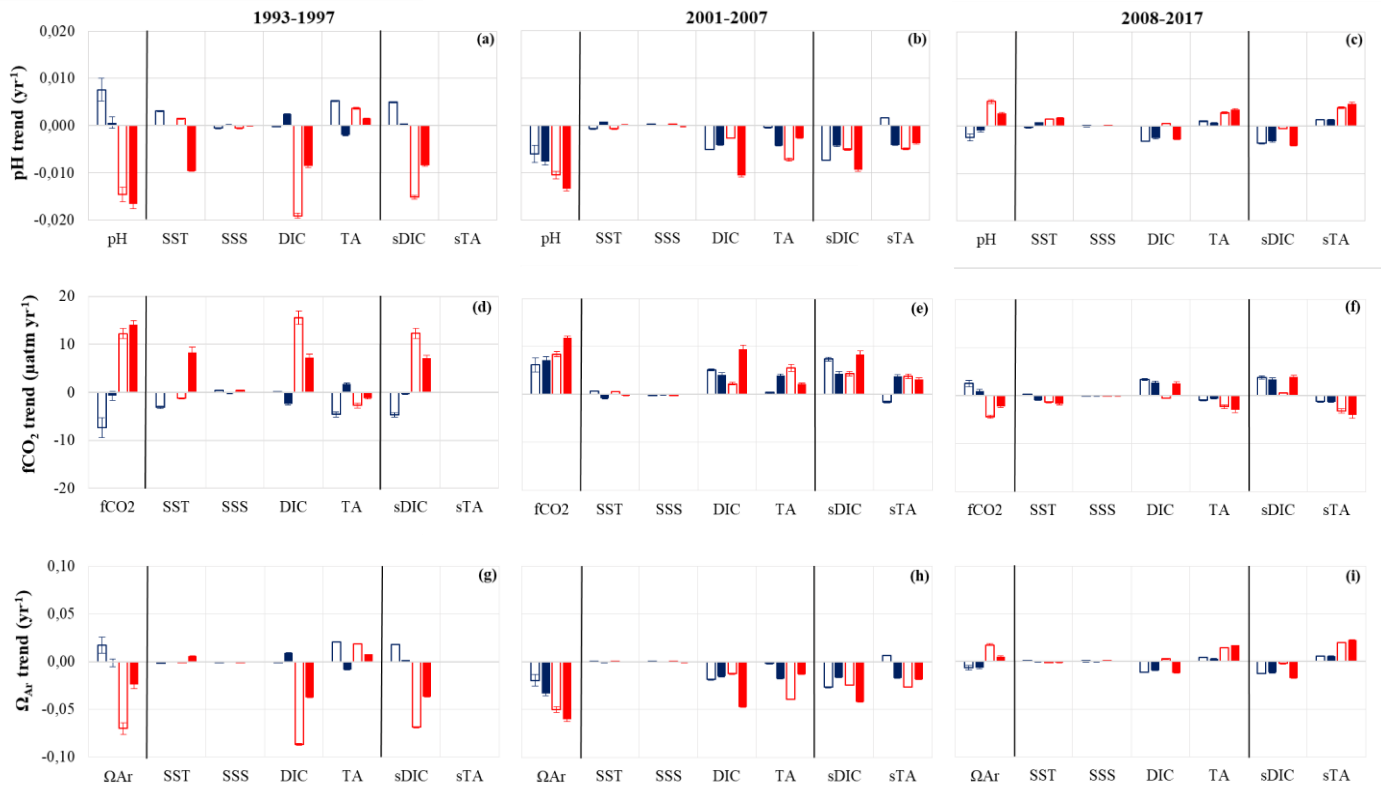 1993-1997
2001-2007
2008-2017
pH trend (yr-1)
0,020
0,010
0,000
-0,010
-0,020
(a)
(b)
(c)
pH SST SSS DIC TA sDIC sTA
pH SST SSS DIC TA sDIC sTA
pH SST SSS DIC TA sDIC sTA
fCO2 trend (µatm yr-1)
20
10
0
-10
-20
(d)
(e)
(f)
fCO2 SST SSS DIC TA sDIC sTA
fCO2 SST SSS DIC TA sDIC sTA
fCO2 SST SSS DIC TA sDIC sTA
ΩAr trend (yr-1)
0,10
0,05
0,00
-0,05
-0,10
(g)
(h)
(i)
ΩAr SST SSS DIC TA sDIC sTA
ΩAr SST SSS DIC TA sDIC sTA
ΩAr SST SSS DIC TA sDIC sTA